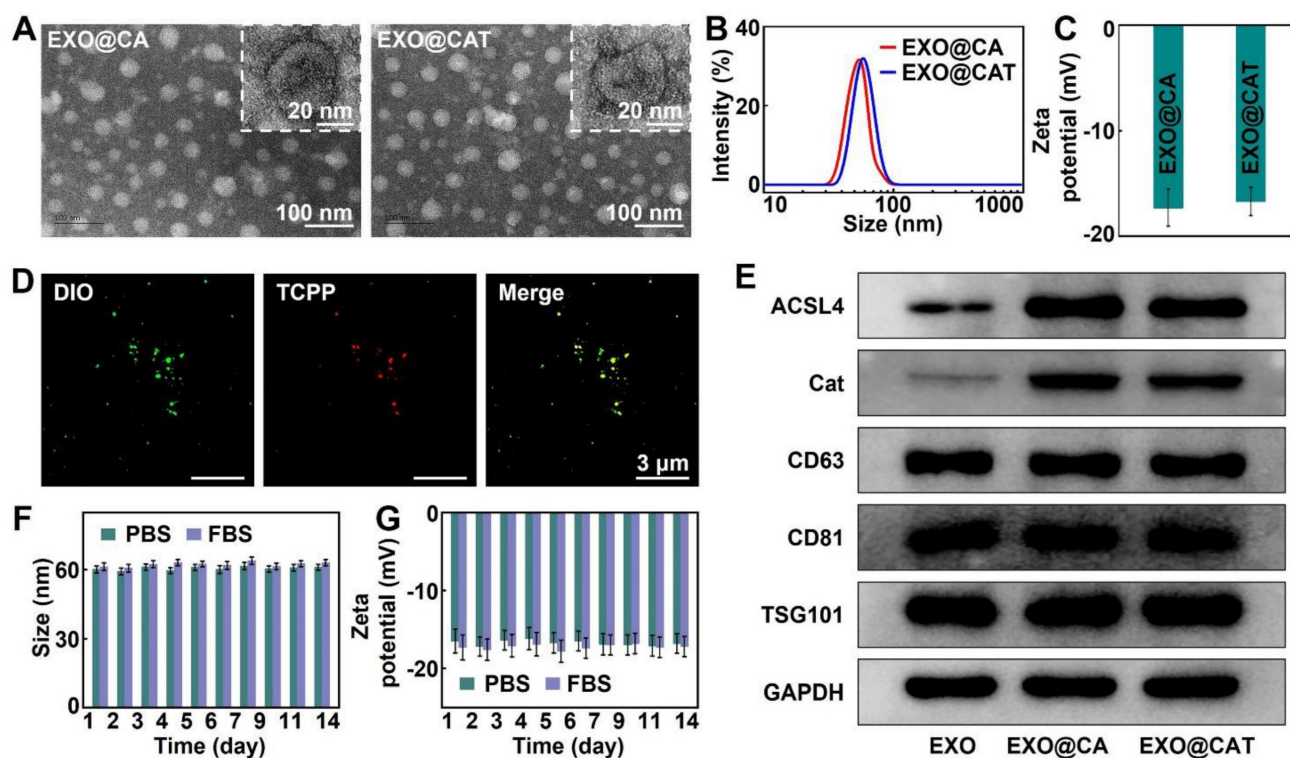 A
EXO@CA
20 nm
100 nm
100 nm
EXO@CAT
20 nm
100 nm
100 nm
B
Intensity (%)
40
20
0
EXO@CA
EXO@CAT
10 100 1000
Size (nm)
C
Zeta
potential (mV)
0
-10
-20
EXO@CA
EXO@CAT
D
DIO
TCPP
Merge
3 μm
E
ACSL4
Cat
CD63
CD81
TSG101
GAPDH
EXO EXO@CA EXO@CAT
F
Size (nm)
60
30
0
PBS FBS
1 2 3 4 5 6 7 9 11 14
Time (day)
G
Zeta
potential (mV)
0
-10
-20
PBS FBS
1 2 3 4 5 6 7 9 11 14
Time (day)